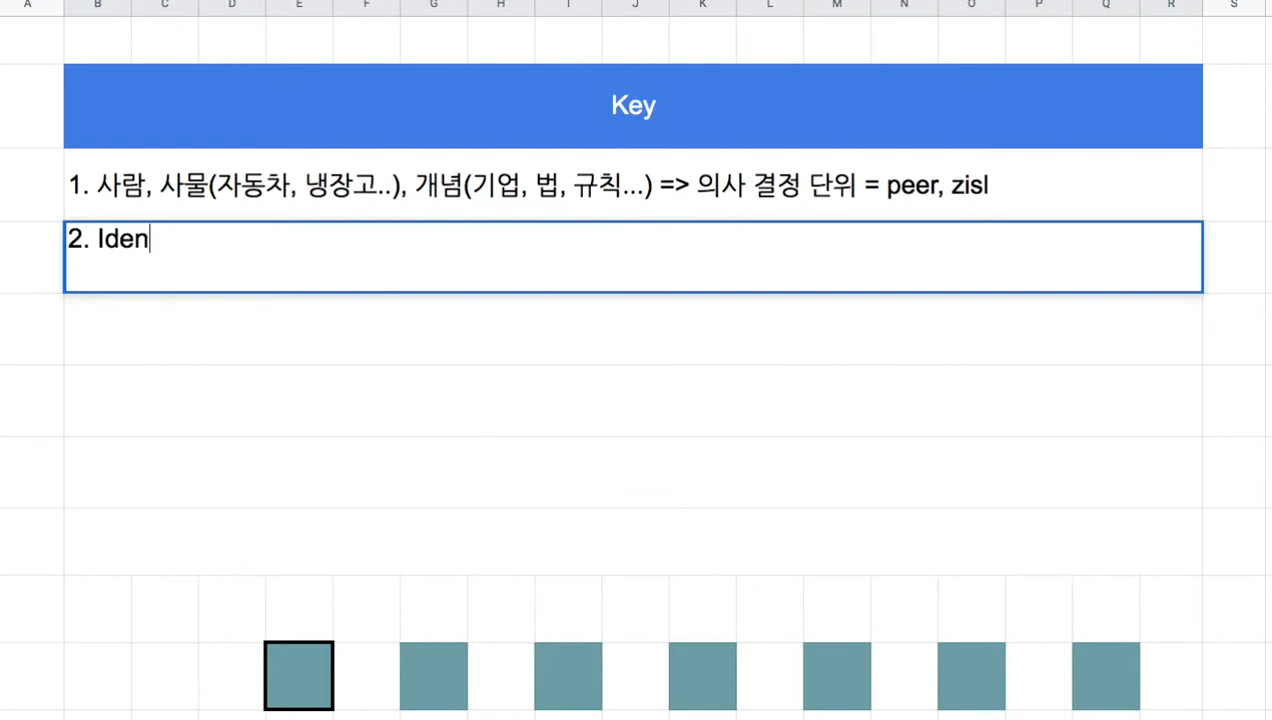 A B C D E F G H I J K L M N O P Q R S
Key
1. 사람, 사물(자동차, 냉장고..), 개념(기업, 법, 규칙...) => 의사 결정 단위 = peer, zisl
2. Iden